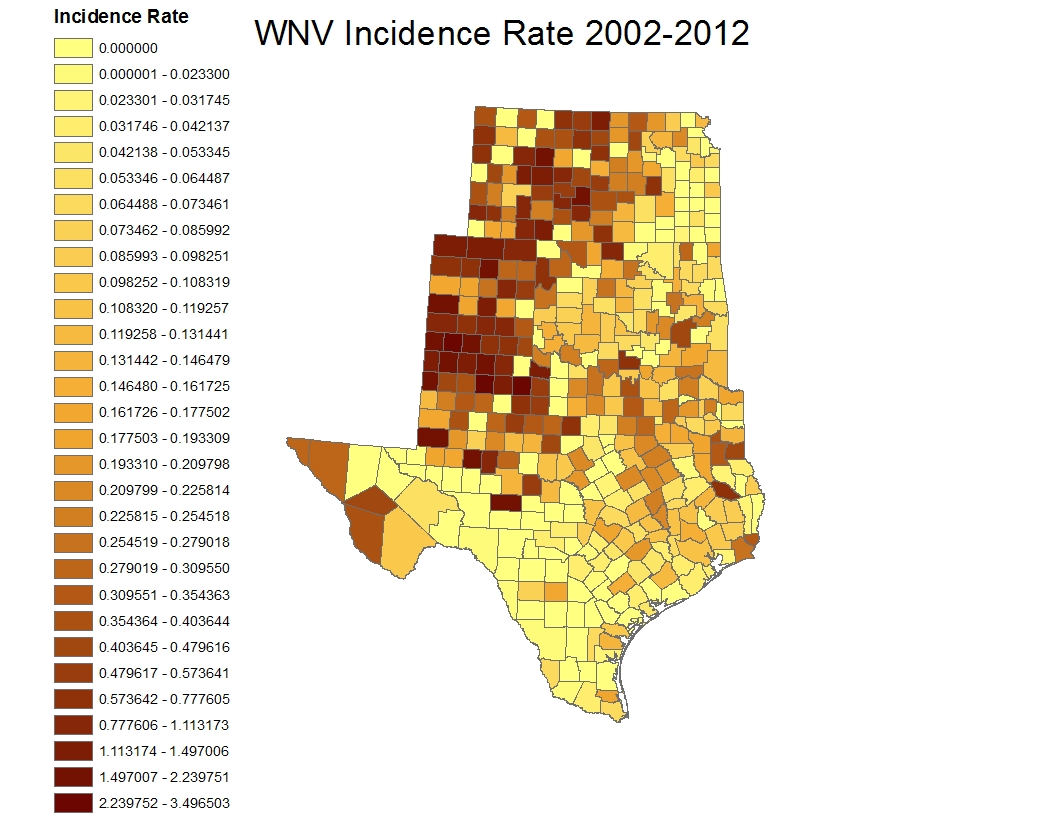 WNV Incidence Rate 2002-2012
Incidence Rate
0.000000
0.000001 - 0.023300
0.023301 - 0.031745
0.031746 - 0.042137
0.042138 - 0.053345
0.053346 - 0.064487
0.064488 - 0.073461
0.073462 - 0.085992
0.085993 - 0.098251
0.098252 - 0.108319
0.108320 - 0.119257
0.119258 - 0.131441
0.131442 - 0.146479
0.146480 - 0.161725
0.161726 - 0.177502
0.177503 - 0.193309
0.193310 - 0.209798
0.209799 - 0.225814
0.225815 - 0.254518
0.254519 - 0.279018
0.279019 - 0.309550
0.309551 - 0.354363
0.354364 - 0.403644
0.403645 - 0.479616
0.479617 - 0.573641
0.573642 - 0.777605
0.777606 - 1.113173
1.113174 - 1.497006
1.497007 - 2.239751
2.239752 - 3.496503